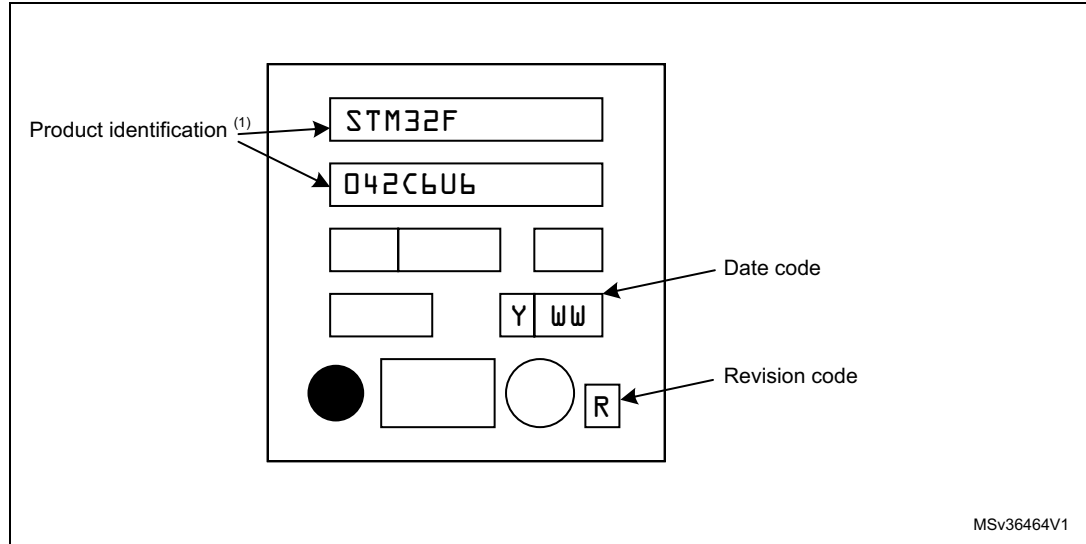 STM32F
Product identification (1)
042C6U6
Date code
Y WW
Revision code
R
MSv36464V1